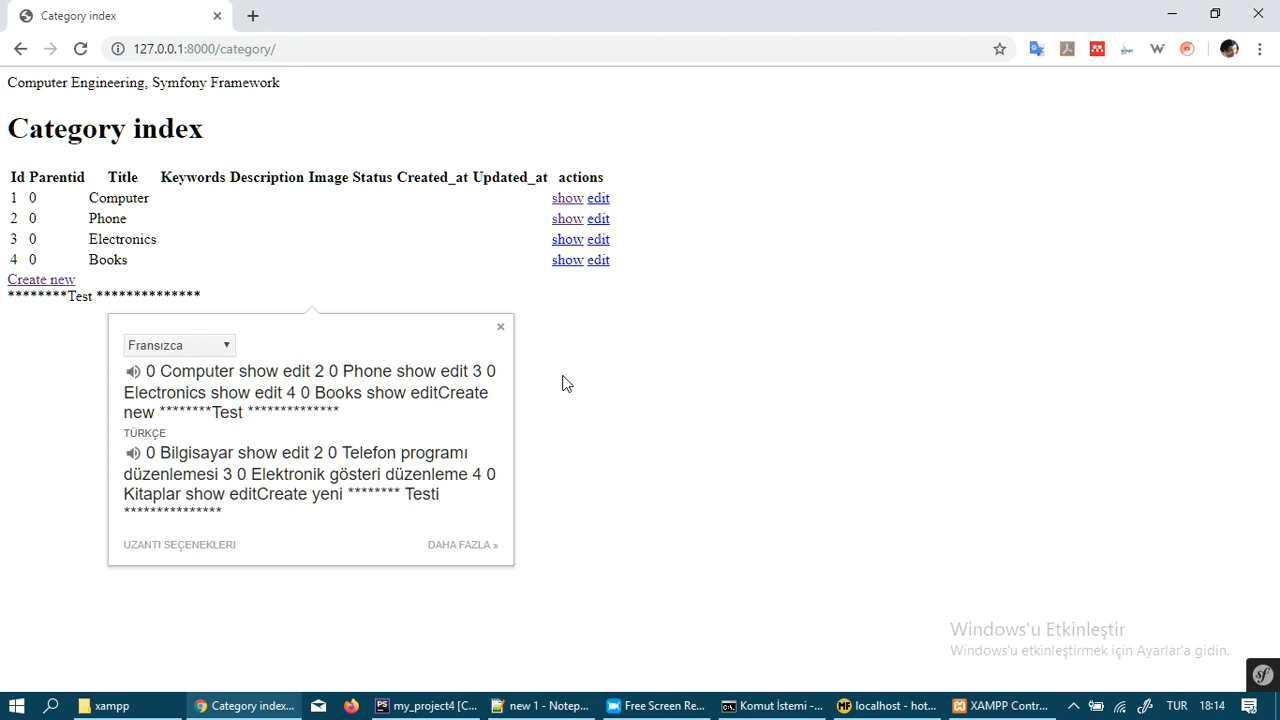 Category index
127.0.0.1:8000/category/
Computer Engineering, Symfony Framework
Category index
Id Parentid Title Keywords Description Image Status Created_at Updated_at actions
1 0 Computer show edit
2 0 Phone show edit
3 0 Electronics show edit
4 0 Books show edit
Create new
********Test **************
Fransızca
0 Computer show edit 2 0 Phone show edit 3 0
Electronics show edit 4 0 Books show editCreate
new ********Test **************
TÜRKÇE
0 Bilgisayar show edit 2 0 Telefon programı
düzenlemesi 3 0 Elektronik gösteri düzenleme 4 0
Kitaplar show editCreate yeni ******** Testi
***************
UZANTI SEÇENEKLERI DAHA FAZLA »
Windows'u Etkinleştir
Windows'u etkinleştirmek için Ayarlar'a gidin.
sf
xampp Category index... my_project4 [C... new 1 - Notep... Free Screen Re... Komut İstemi - ... MF localhost - hot... XAMPP Contr... TUR 18:14